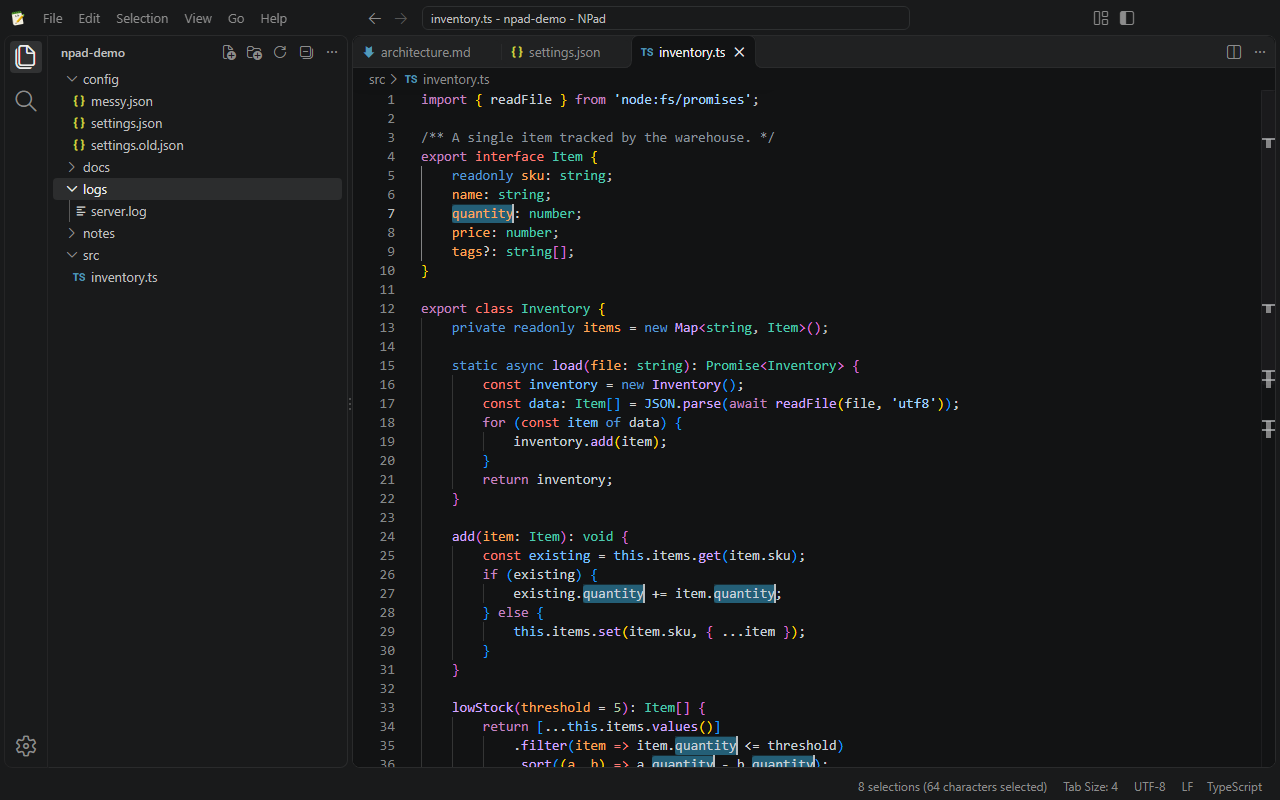 File Edit Selection View Go Help
inventory.ts - npad-demo - NPad
npad-demo
config
{} messy.json
{} settings.json
{} settings.old.json
docs
logs
server.log
notes
src
TS inventory.ts
architecture.md
{} settings.json
TS inventory.ts
src > TS inventory.ts
1 import { readFile } from 'node:fs/promises';
2
3 /** A single item tracked by the warehouse. */
4 export interface Item {
5 readonly sku: string;
6 name: string;
7 quantity: number;
8 price: number;
9 tags?: string[];
10 }
11
12 export class Inventory {
13 private readonly items = new Map<string, Item>();
14
15 static async load(file: string): Promise<Inventory> {
16 const inventory = new Inventory();
17 const data: Item[] = JSON.parse(await readFile(file, 'utf8'));
18 for (const item of data) {
19 inventory.add(item);
20 }
21 return inventory;
22 }
23
24 add(item: Item): void {
25 const existing = this.items.get(item.sku);
26 if (existing) {
27 existing.quantity += item.quantity;
28 } else {
29 this.items.set(item.sku, { ...item });
30 }
31 }
32
33 lowStock(threshold = 5): Item[] {
34 return [...this.items.values()]
35 .filter(item => item.quantity <= threshold)
36 .sort((a, b) => a.quantity - b.quantity);
8 selections (64 characters selected) Tab Size: 4 UTF-8 LF TypeScript